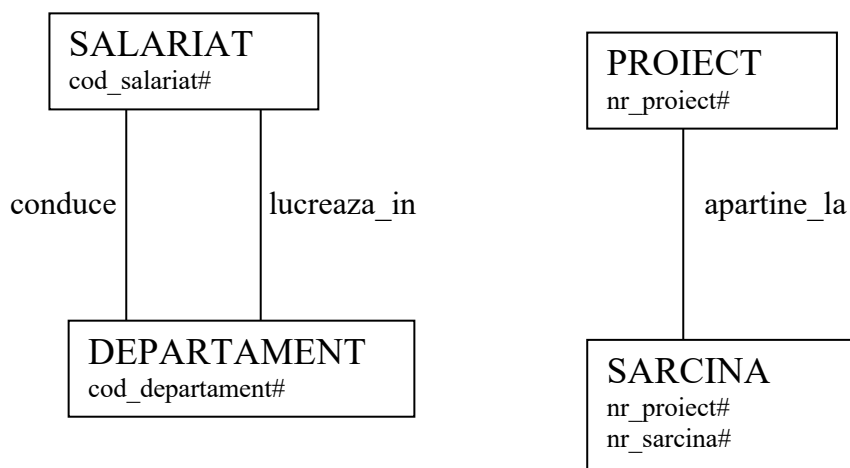 SALARIAT
cod_salariat#
PROIECT
nr_proiect#
conduce
lucreaza_in
apartine_la
DEPARTAMENT
cod_departament#
SARCINA
nr_proiect#
nr_sarcina#